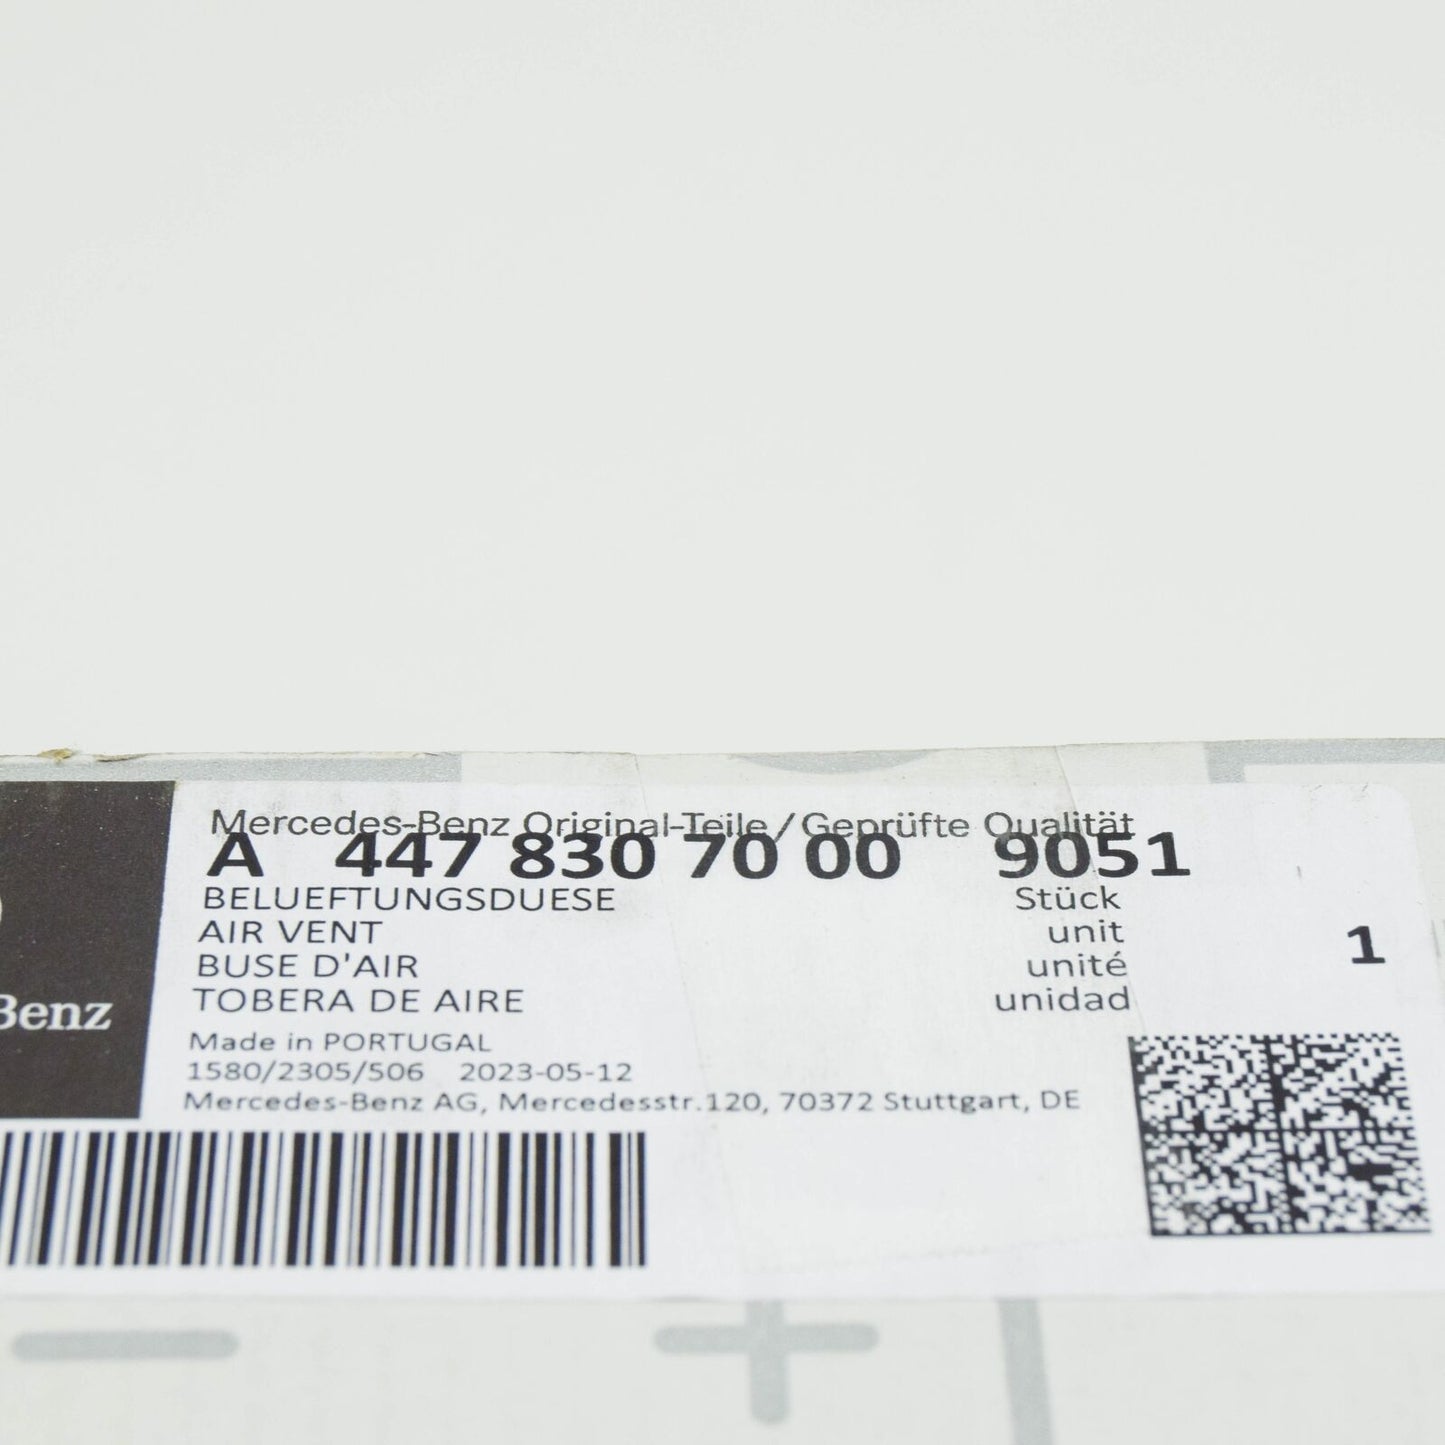 Mercedes-Benz Original-Teile/Geprüfte Qualität
A 447 830 70 00 9051
BELUEFTUNGSDUESE Stück
AIR VENT unit
BUSE D'AIR unité 1
TOBERA DE AIRE unidad
Benz
Made in PORTUGAL
1580/2305/506 2023-05-12
Mercedes-Benz AG, Mercedesstr.120, 70372 Stuttgart, DE